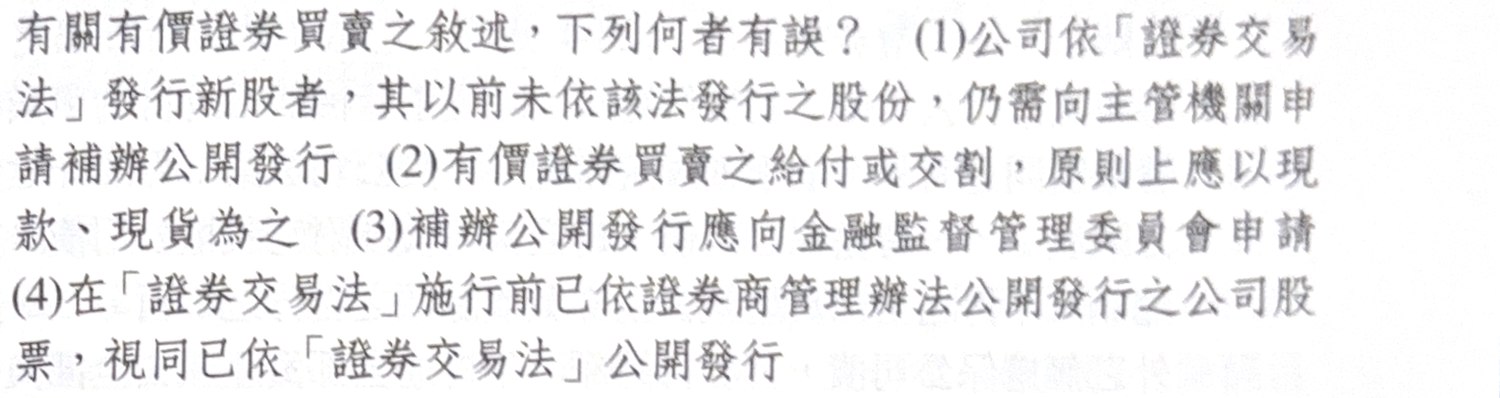 有關有價證券買賣之敘述，下列何者有誤？　(1)公司依「證券交易
法」發行新股者，其以前未依該法發行之股份，仍需向主管機關申
請補辦公開發行　(2)有價證券買賣之給付或交割，原則上應以現
款、現貨為之　(3)補辦公開發行應向金融監督管理委員會申請
(4)在「證券交易法」施行前已依證券商管理辦法公開發行之公司股
票，視同已依「證券交易法」公開發行